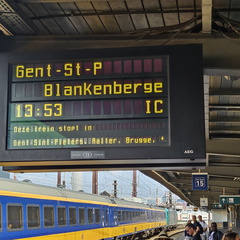 Gent-St-P
Blankenberge
13:53 IC
Deze trein stopt in:
Gent-Sint-Pieters, Aalter, Brugge, *
AEG
15